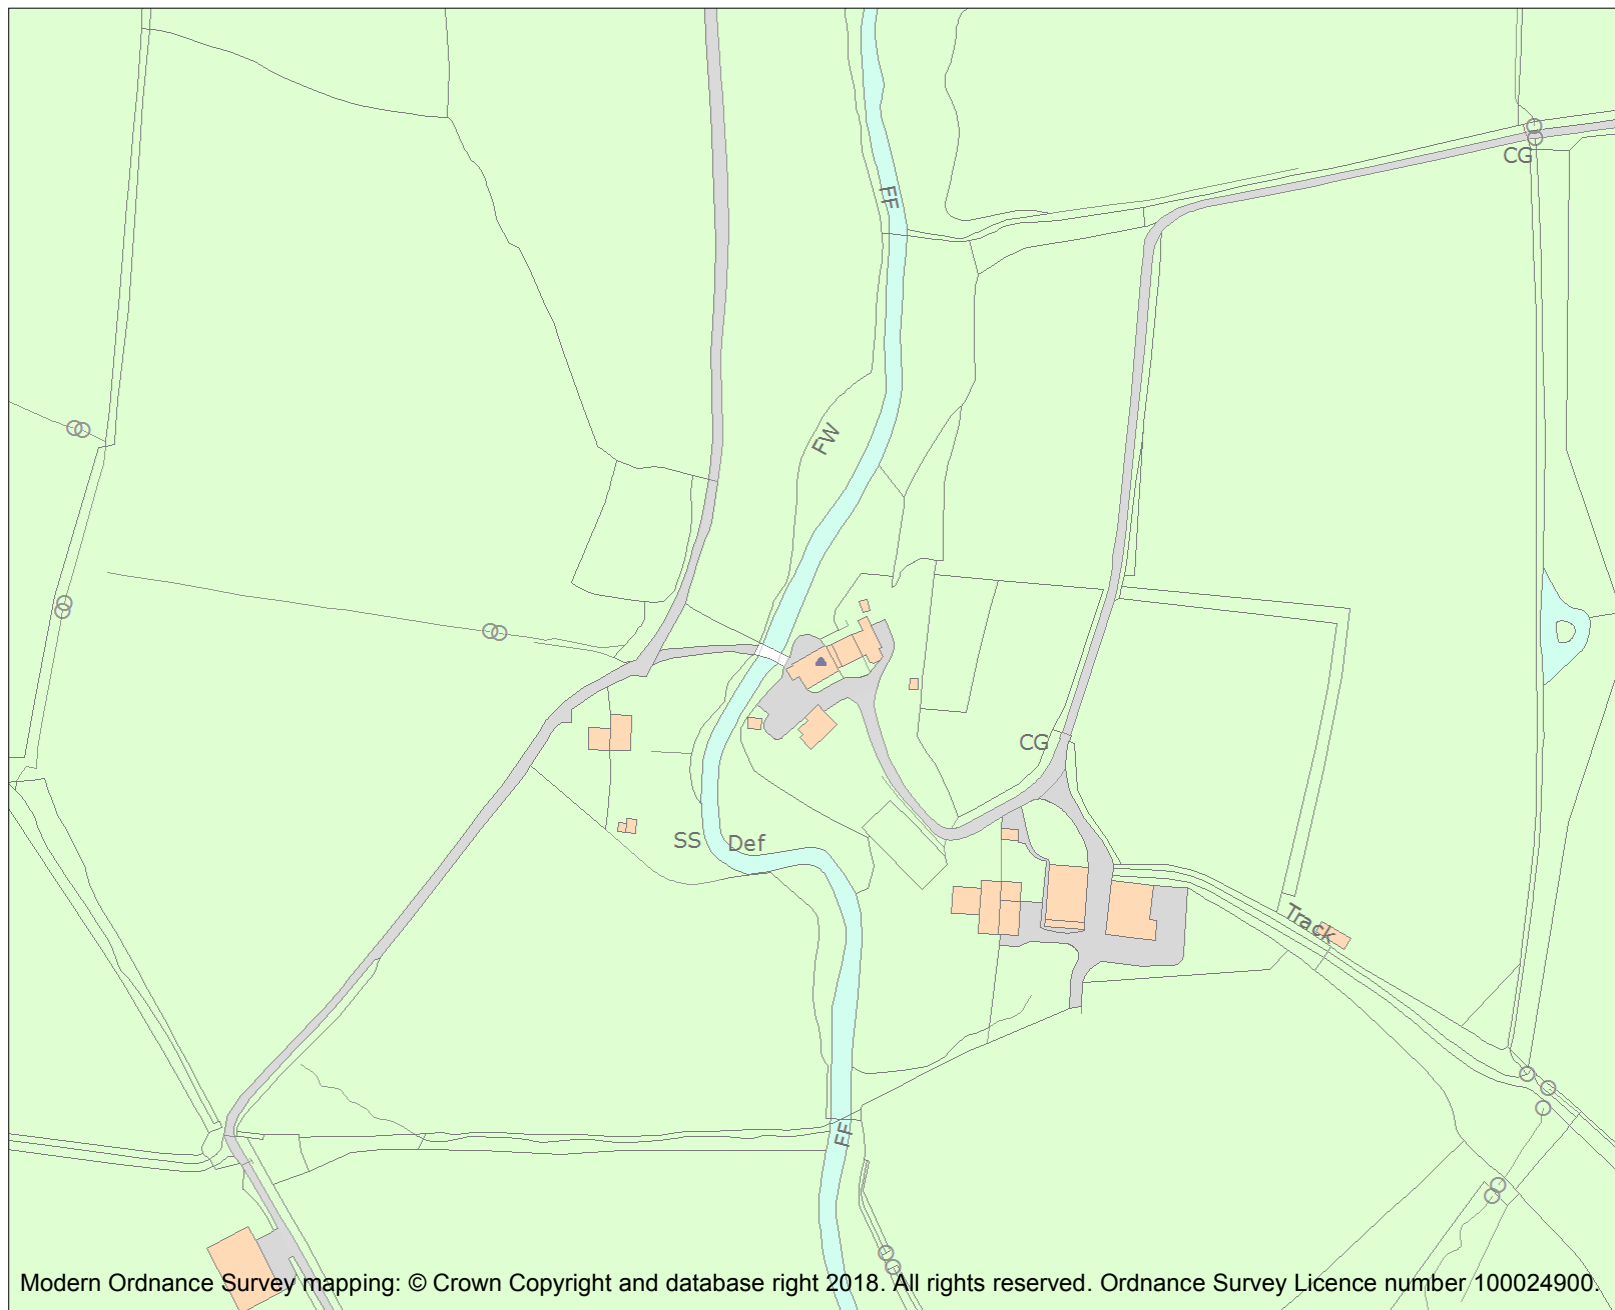 CG
FF
FW
CG
SS Def
Track
FF
Modern Ordnance Survey mapping: © Crown Copyright and database right 2018. All rights reserved. Ordnance Survey Licence number 100024900.